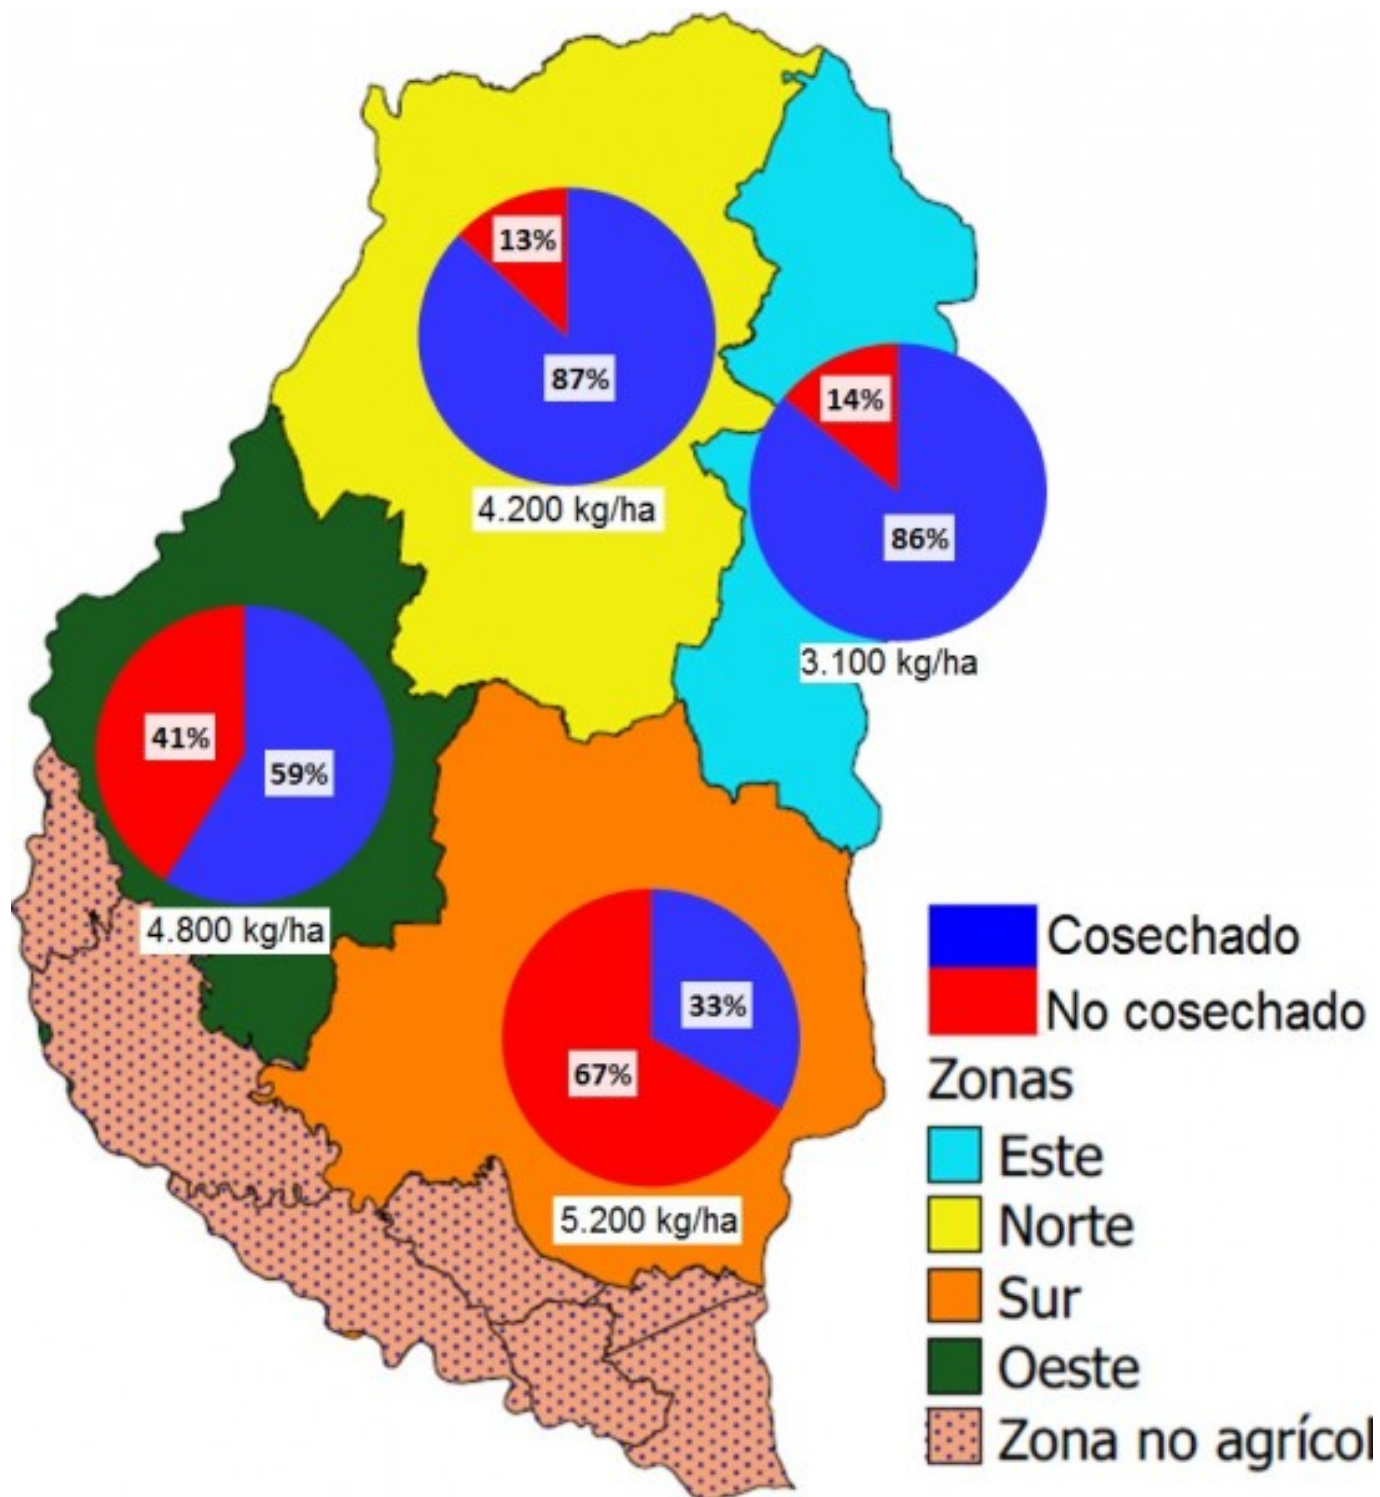 13%
87%
4.200 kg/ha
14%
86%
3.100 kg/ha
41%
59%
4.800 kg/ha
33%
67%
5.200 kg/ha
Cosechado
No cosechado
Zonas
Este
Norte
Sur
Oeste
Zona no agrícol